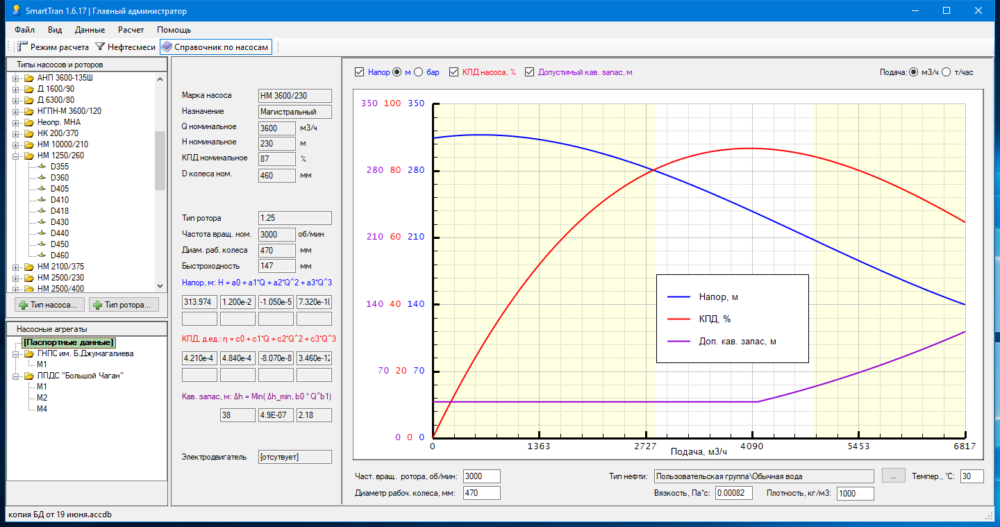 SmartTran 1.6.17 | Главный администратор
Файл Вид Данные Расчет Помощь
Режим расчета Нефтесмеси Справочник по насосам
Типы насосов и роторов
АНП 3600-135Ш
Д 1600/90
Д 6300/80
НГПН-М 3600/120
Неопр. МНА
НК 200/370
НМ 10000/210
НМ 1250/260
D355
D360
D405
D410
D418
D430
D440
D450
D460
НМ 2100/375
НМ 2500/230
НМ 2500/400
Тип насоса... Тип ротора...
Насосные агрегаты
[Паспортные данные]
ГНПС им. Б.Джумагалиева
М1
ЛПДС "Большой Чаган"
М1
М2
М4
Марка насоса НМ 3600/230
Назначение Магистральный
Q номинальное 3600 м3/ч
H номинальное 230 м
КПД номинальное 87 %
D колеса ном. 460 мм
Тип ротора 1.25
Частота вращ. ном. 3000 об/мин
Диам. раб. колеса 470 мм
Быстроходность 147 мм
Напор, м: H = a0 + a1*Q + a2*Q^2 + a3*Q^3
313.974 1.200e-2 -1.050e-5 7.320e-10
КПД, д.ед.: η = c0 + c1*Q + c2*Q^2 + c3*Q^3
4.210e-4 4.840e-4 -8.070e-8 3.460e-12
Кав. запас, м: Δh = Min( Δh_min, b0 * Q^b1)
38 4.9E-07 2.18
Электродвигатель [отсутвует]
Напор м бар КПД насоса, % Допустимый кав. запас, м Подача: м3/ч т/час
350 100 350
280 80 280
210 60 210
140 40 140
70 20 70
0 0 0
Напор, м
КПД, %
Доп. кав. запас, м
0 1363 2727 4090 5453 6817
Подача, м3/ч
Част. вращ. ротора, об/мин: 3000 Тип нефти: Пользовательская группа\Обычная вода ... Темпер., °С: 30
Диаметр рабоч. колеса, мм: 470 Вязкость, Па*с: 0.00082 Плотность, кг/м3: 1000
копия БД от 19 июня.accdb